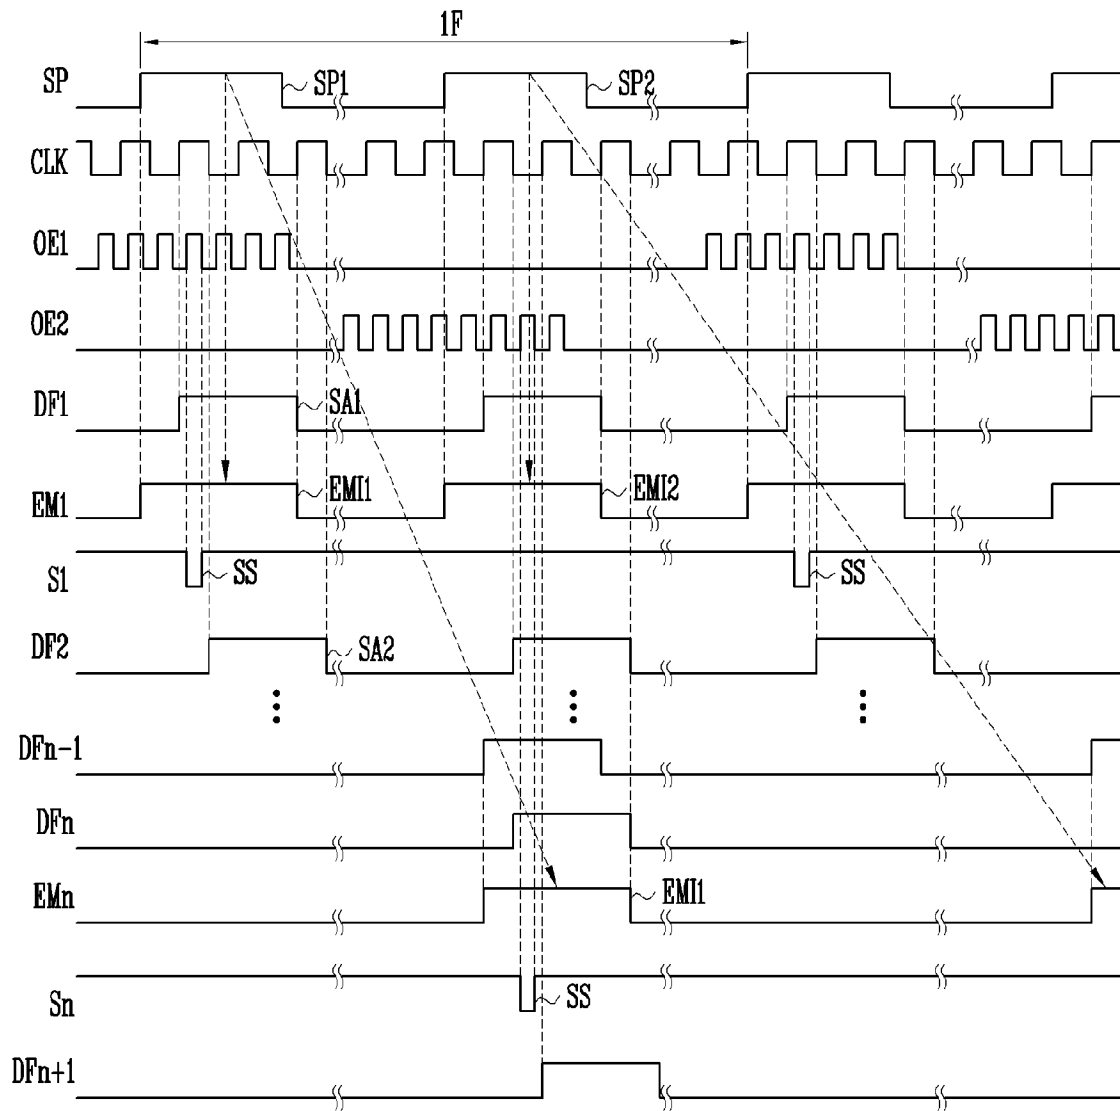 1F
SP SP1 SP2
CLK
OE1
OE2
DF1 SA1
EM1 EMI1 EMI2
S1 SS SS
DF2 SA2
DFn-1
DFn
EMn EMI1
Sn SS
DFn+1